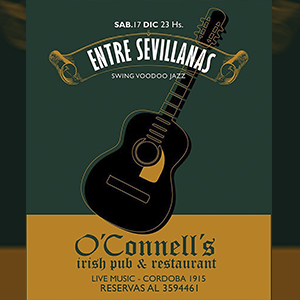 SAB.17 DIC 23 Hs.
ENTRE SEVILLANAS
SWING VOODOO JAZZ
O'Connell's
irish pub & restaurant
LIVE MUSIC - CORDOBA 1915
RESERVAS AL 3594461